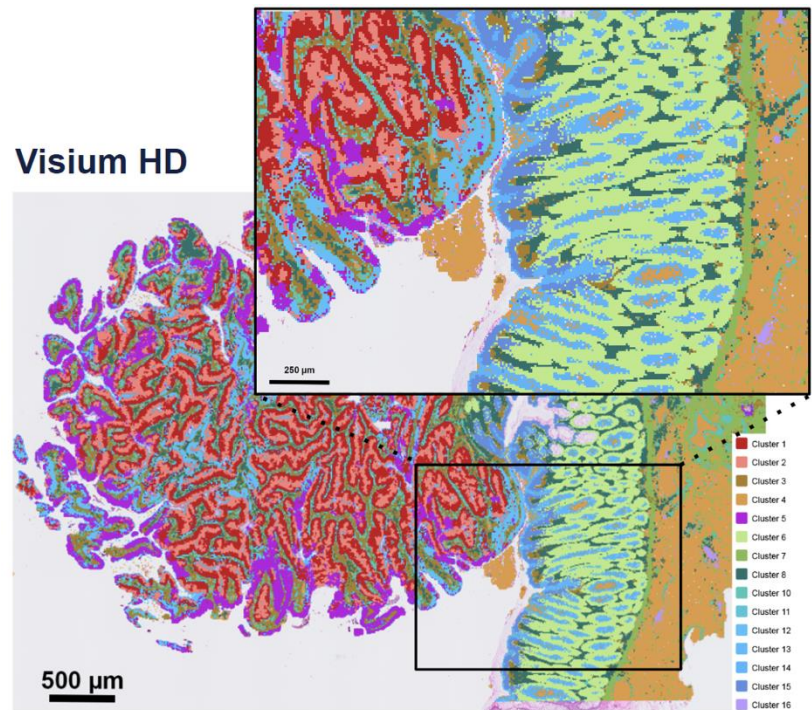 Visium HD
250 µm
500 µm
Cluster 1
Cluster 2
Cluster 3
Cluster 4
Cluster 5
Cluster 6
Cluster 7
Cluster 8
Cluster 10
Cluster 11
Cluster 12
Cluster 13
Cluster 14
Cluster 15
Cluster 16